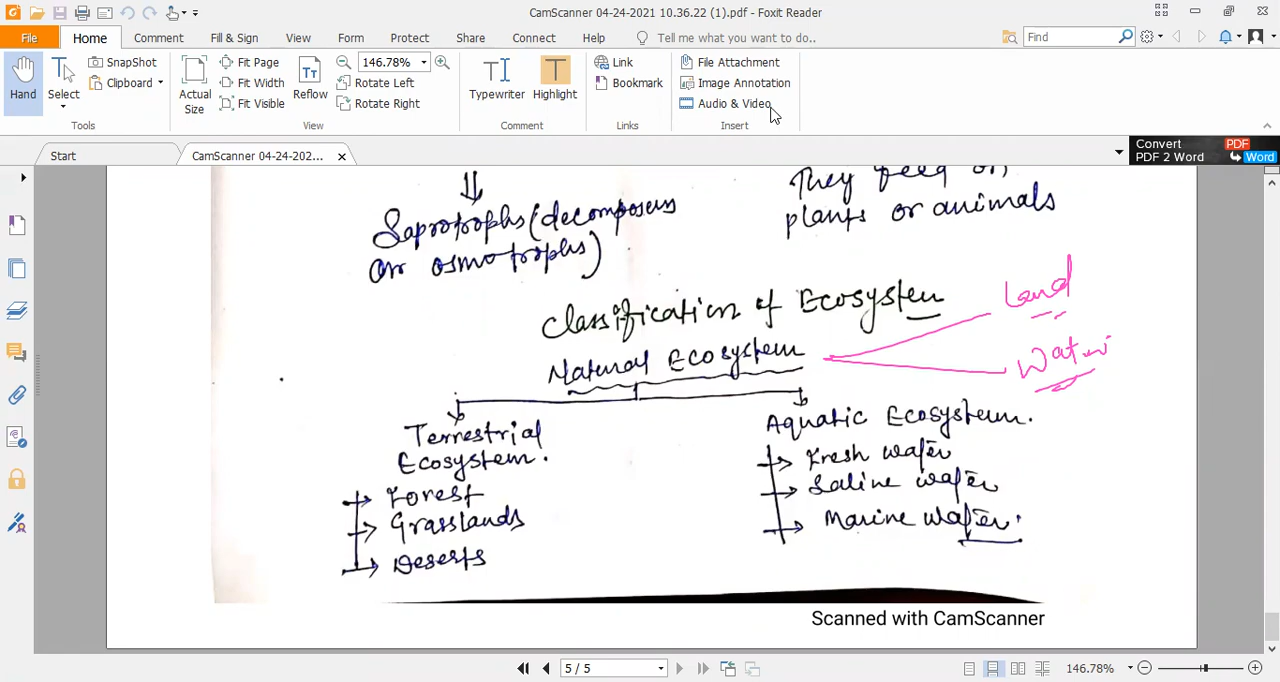 CamScanner 04-24-2021 10.36.22 (1).pdf - Foxit Reader
File Home Comment Fill & Sign View Form Protect Share Connect Help Tell me what you want to do.. Find
Hand
Select
SnapShot
Clipboard
Tools
Actual Size
Fit Page
Fit Width
Fit Visible
Reflow
146.78%
Rotate Left
Rotate Right
View
Typewriter
Highlight
Comment
Link
Bookmark
Links
File Attachment
Image Annotation
Audio & Video
Insert
Start
CamScanner 04-24-202...
Convert PDF
PDF 2 Word Word
They feed on
plants or animals
Saprotrophs (decomposers
or osmotrophs)
Classification of Ecosystem
Land
Natural Ecosystem
Water
Terrestrial
Ecosystem.
Forest
Grasslands
Deserts
Aquatic Ecosystem.
Fresh water
Saline water
Marine water.
Scanned with CamScanner
5 / 5
146.78%